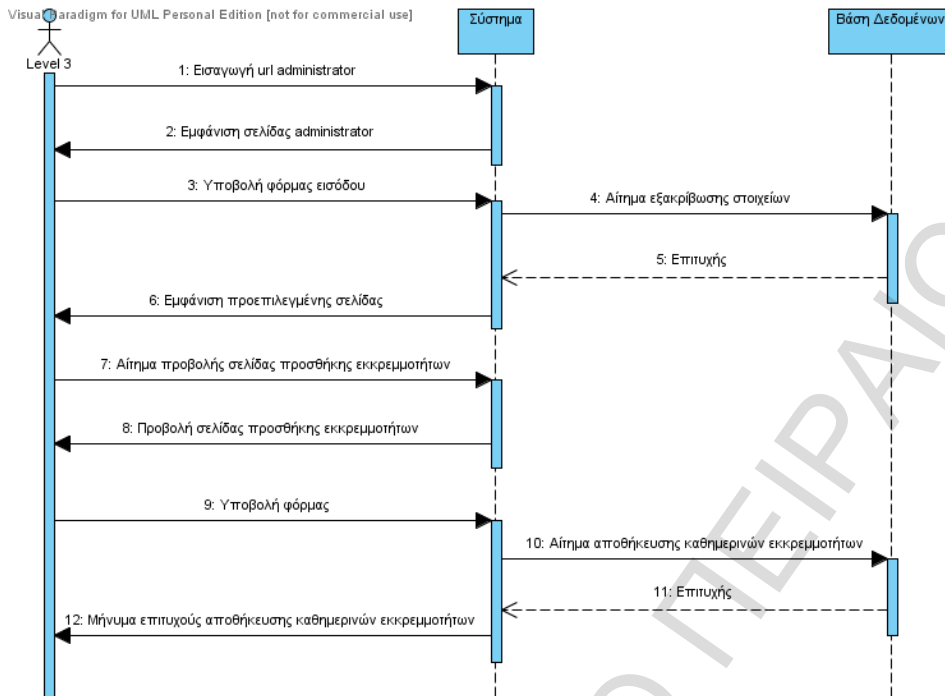 Visual Paradigm for UML Personal Edition [not for commercial use]
Level 3
Σύστημα
Βάση Δεδομένων
1: Εισαγωγή url administrator
2: Εμφάνιση σελίδας administrator
3: Υποβολή φόρμας εισόδου
4: Αίτημα εξακρίβωσης στοιχείων
5: Επιτυχής
6: Εμφάνιση προεπιλεγμένης σελίδας
7: Αίτημα προβολής σελίδας προσθήκης εκκρεμμοτήτων
8: Προβολή σελίδας προσθήκης εκκρεμμοτήτων
9: Υποβολή φόρμας
10: Αίτημα αποθήκευσης καθημερινών εκκρεμμοτήτων
11: Επιτυχής
12: Μήνυμα επιτυχούς αποθήκευσης καθημερινών εκκρεμμοτήτων